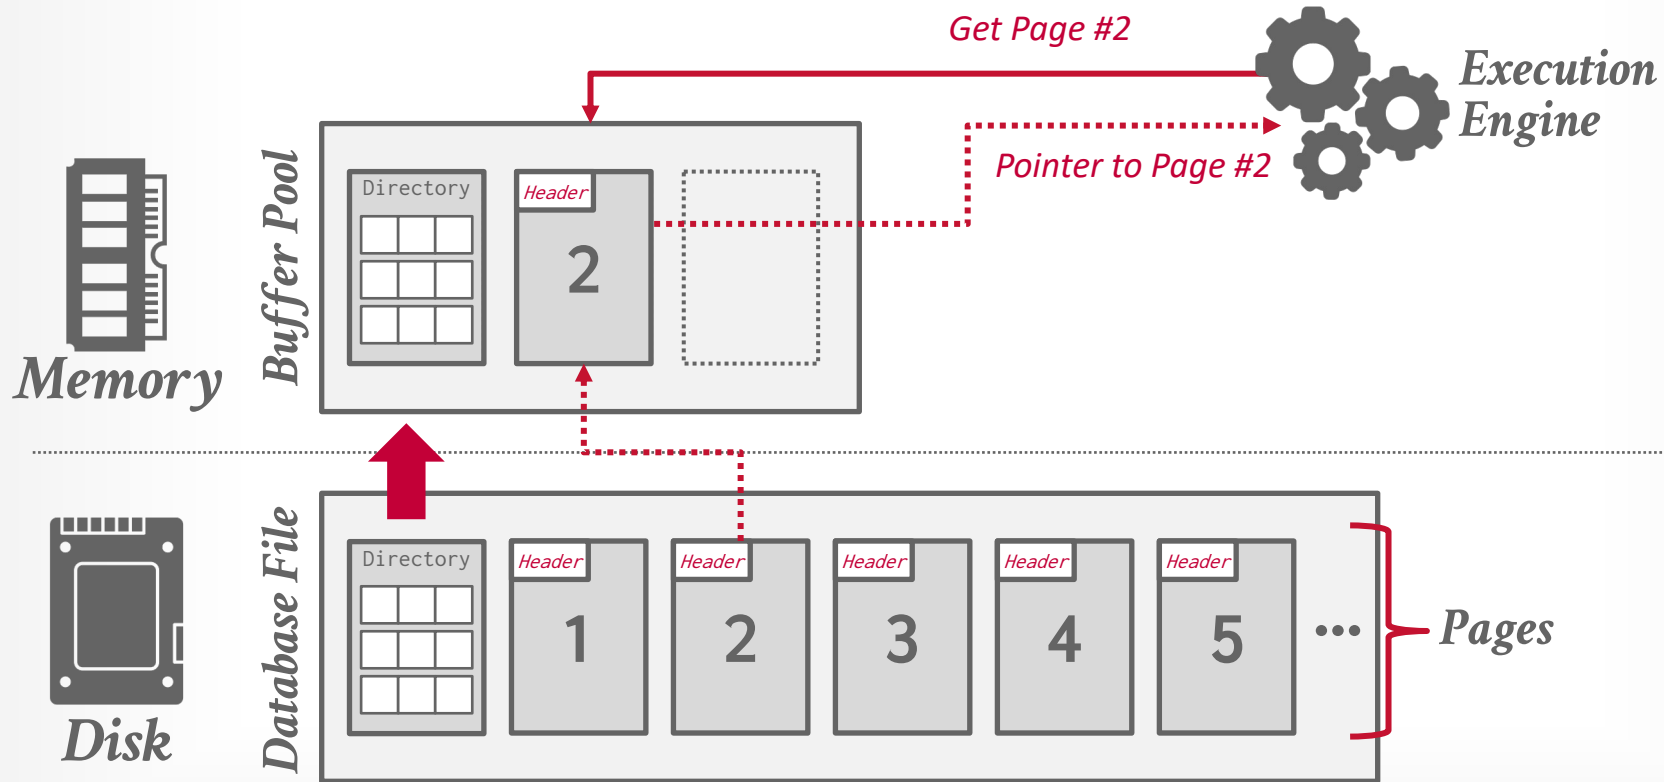 Get Page #2
Execution
Engine
Pointer to Page #2
Memory
Buffer Pool
Directory
Header
2
Disk
Database File
Directory
Header
1
Header
2
Header
3
Header
4
Header
5
...
Pages